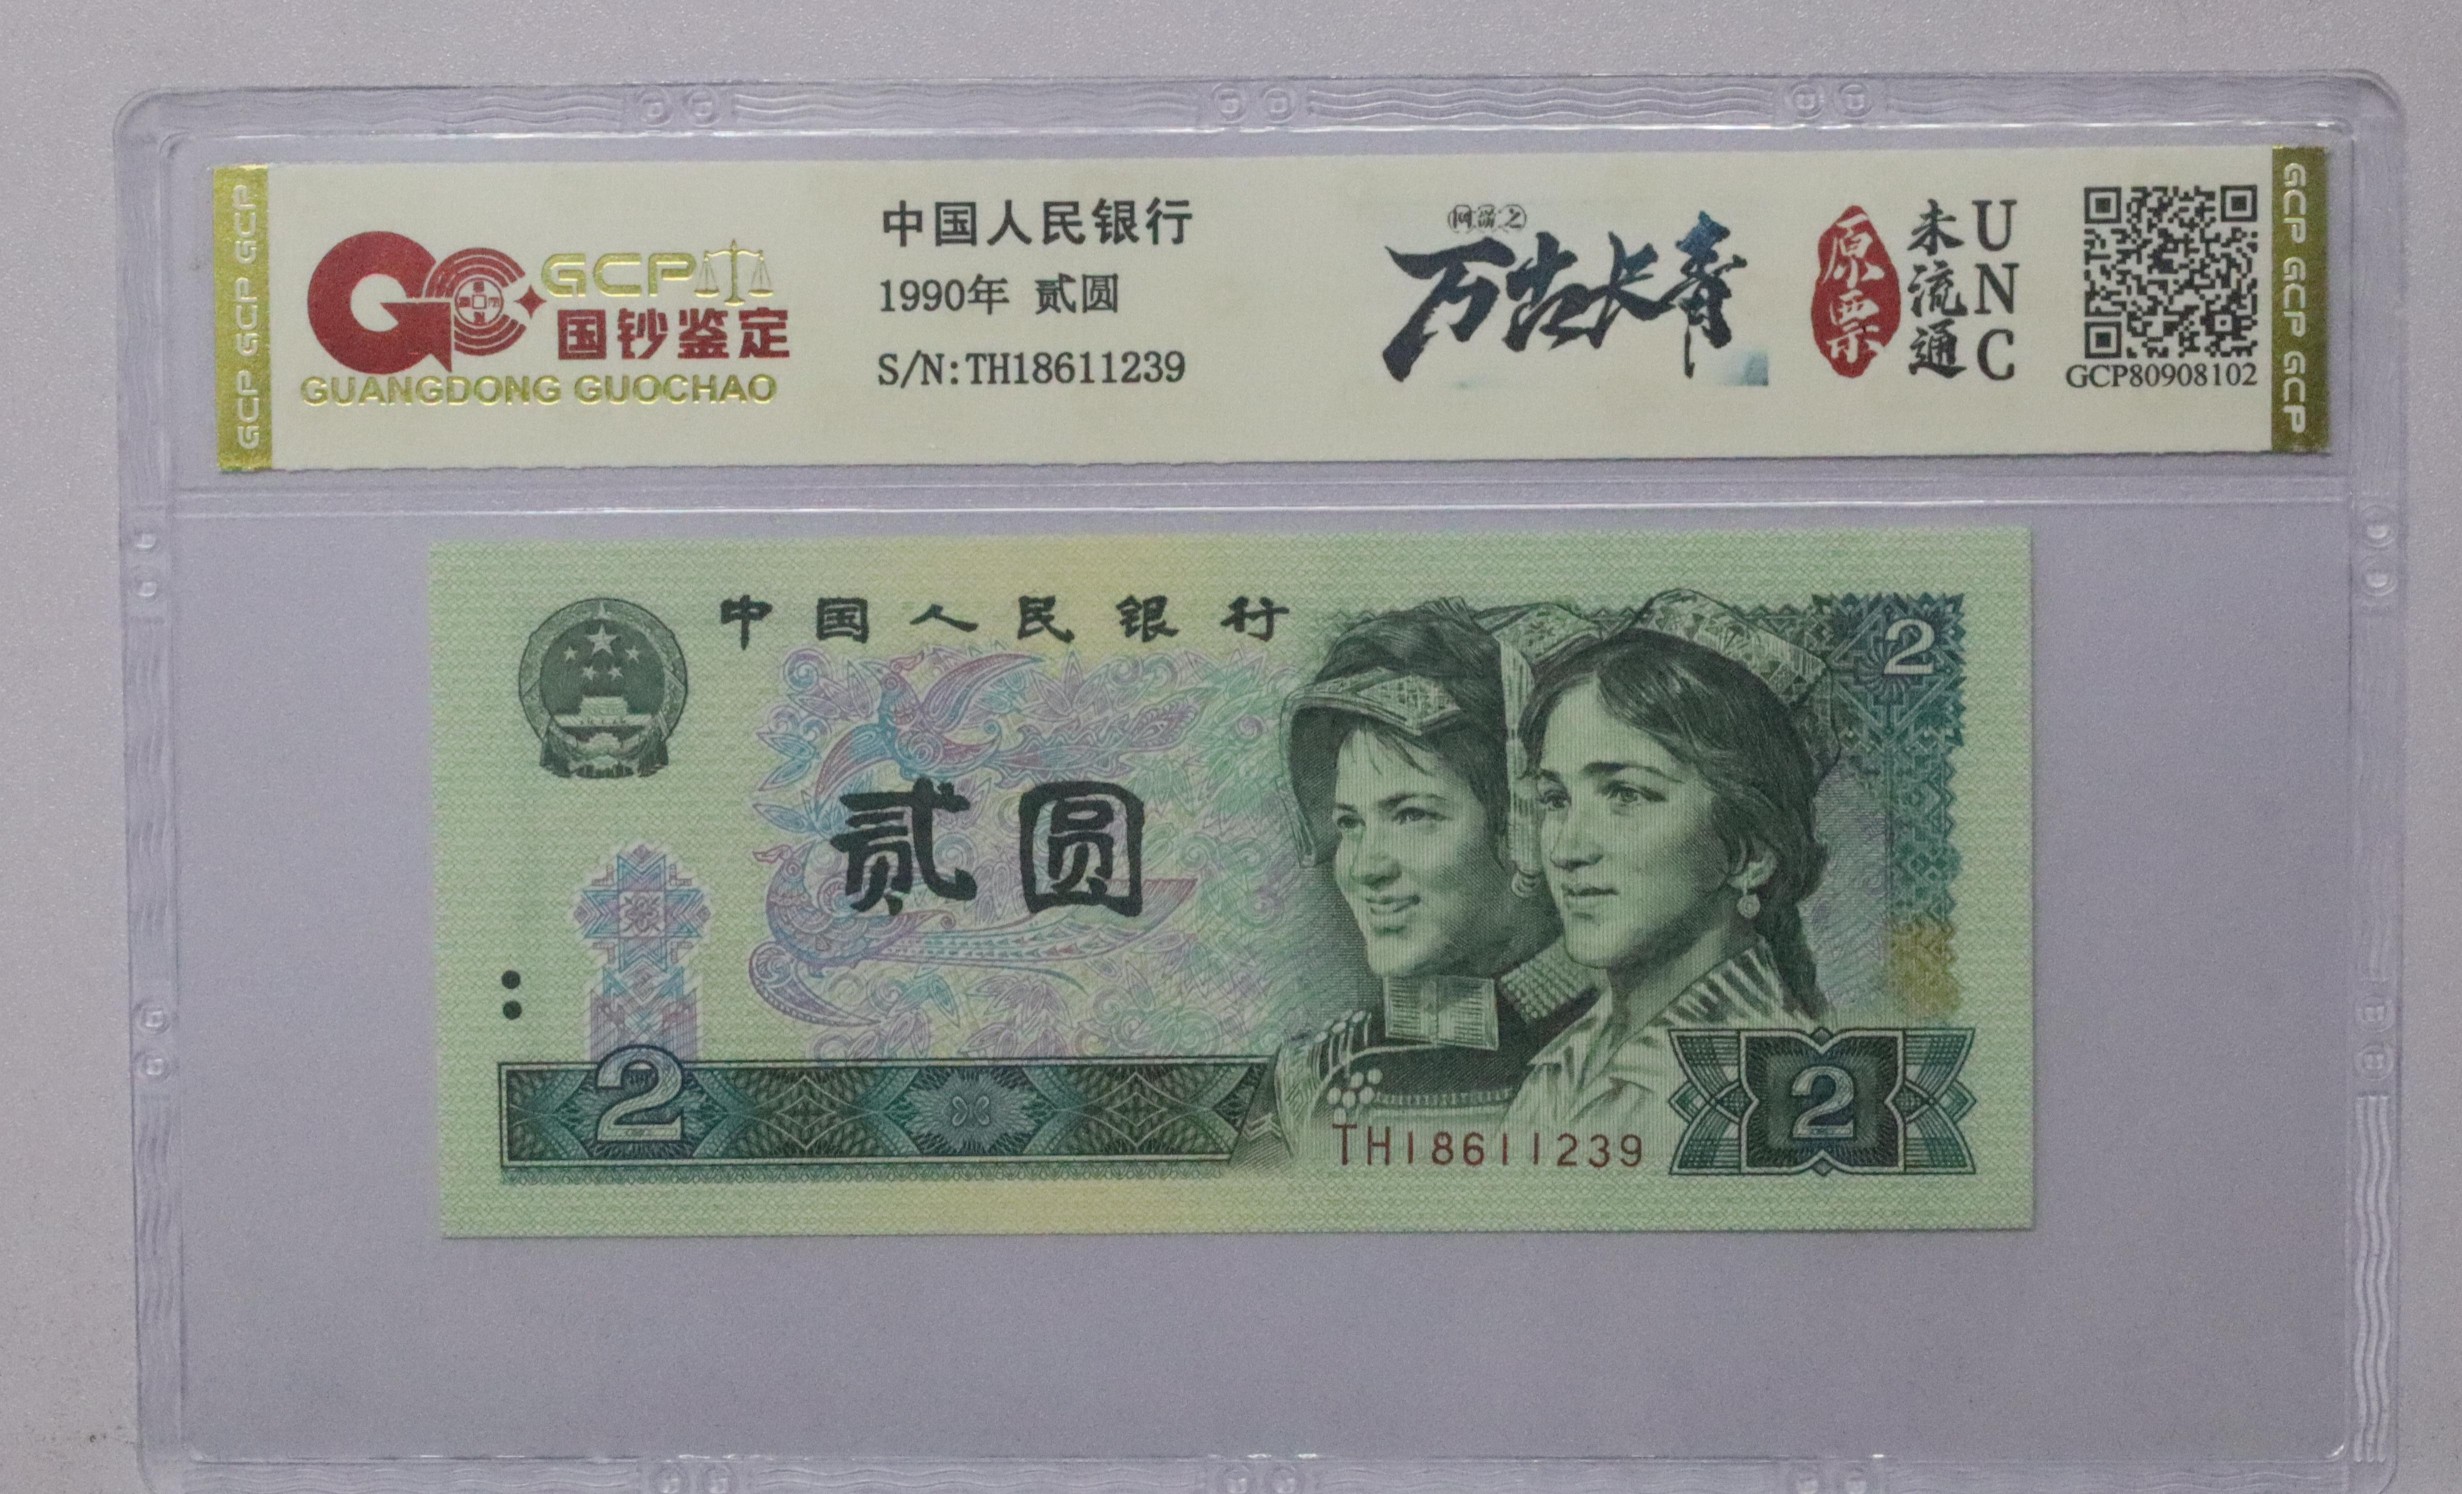 GCP GCP GCP
GCP
国钞鉴定
GUANGDONG GUOCHAO
中国人民银行
1990年 贰圆
S/N:TH18611239
万古长青
原票
未流通
UNC
GCP80908102
GCP GCP GCP
中国人民银行
2
贰圆
2
TH18611239
2